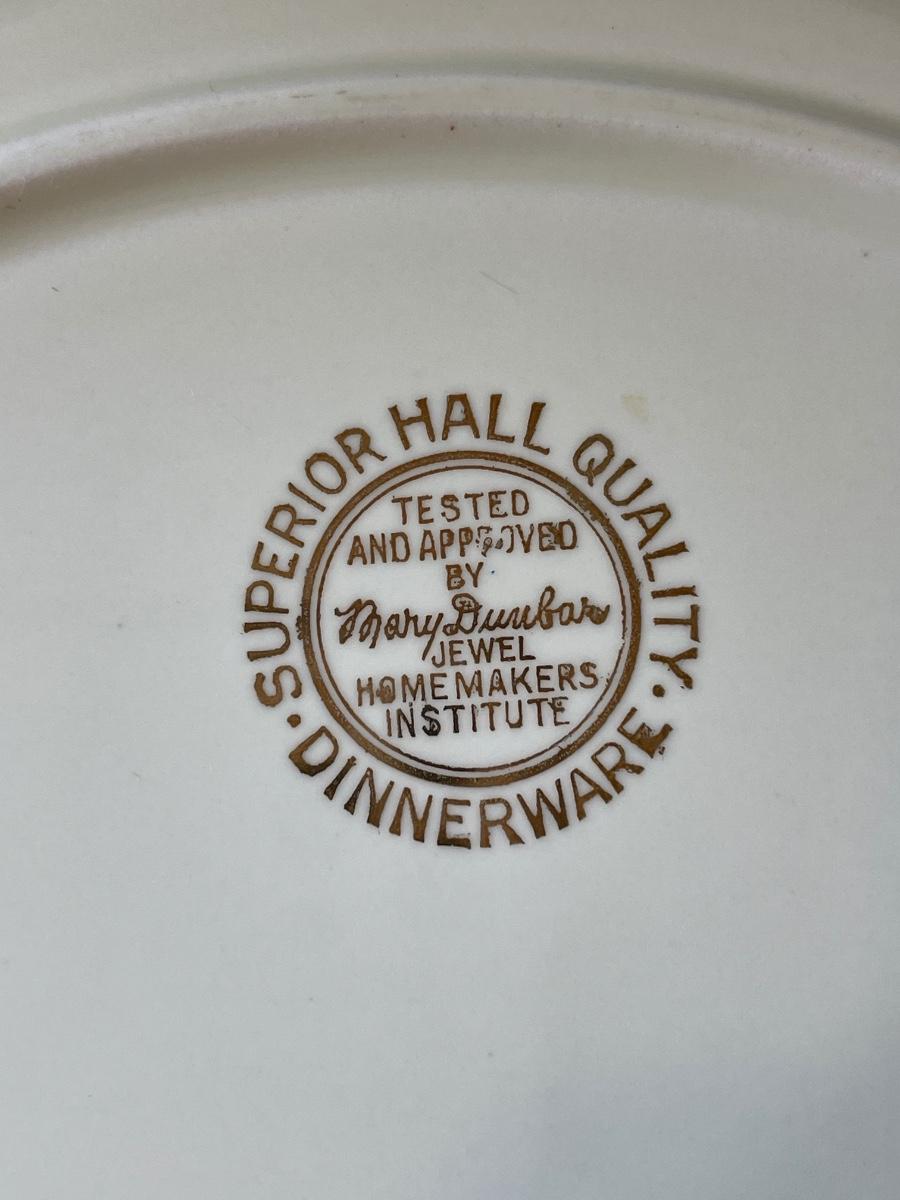 SUPERIOR HALL QUALITY
• DINNERWARE •
TESTED
AND APPROVED
BY
Mary Dunbar
JEWEL
HOMEMAKERS
INSTITUTE